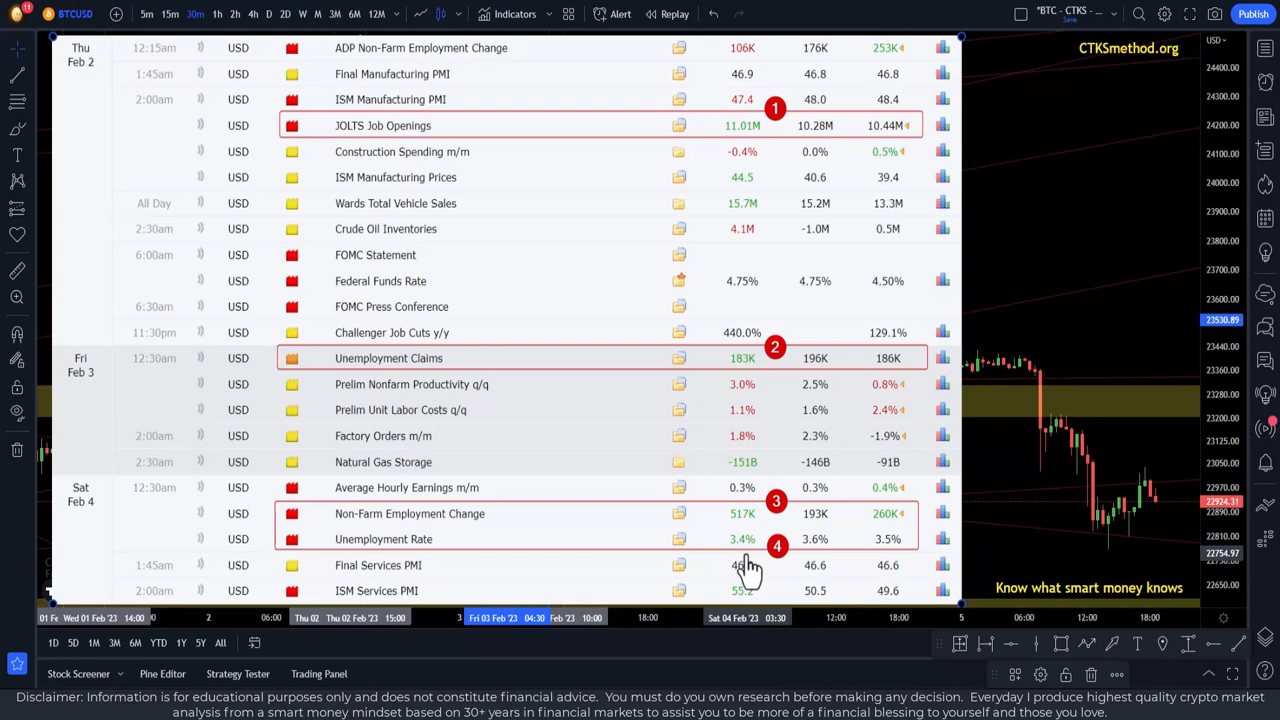 11
BTCUSD
5m 15m 30m 1h 2h 4h D 2D W M 3M 6M 12M
Indicators
Alert
Replay
*BTC - CTKS ...
Save
Publish
Thu
Feb 2
12:15am USD ADP Non-Farm Employment Change 106K 176K 253K
1:45am USD Final Manufacturing PMI 46.9 46.8 46.8
2:00am USD ISM Manufacturing PMI 47.4 48.0 48.4
1
USD JOLTS Job Openings 11.01M 10.28M 10.44M
USD Construction Spending m/m -0.4% 0.0% 0.5%
USD ISM Manufacturing Prices 44.5 40.6 39.4
All Day USD Wards Total Vehicle Sales 15.7M 15.2M 13.3M
2:30am USD Crude Oil Inventories 4.1M -1.0M 0.5M
6:00am USD FOMC Statement
USD Federal Funds Rate 4.75% 4.75% 4.50%
6:30am USD FOMC Press Conference
11:30pm USD Challenger Job Cuts y/y 440.0% 129.1%
2
Fri
Feb 3
12:30am USD Unemployment Claims 183K 196K 186K
USD Prelim Nonfarm Productivity q/q 3.0% 2.5% 0.8%
USD Prelim Unit Labor Costs q/q 1.1% 1.6% 2.4%
2:00am USD Factory Orders m/m 1.8% 2.3% -1.9%
2:30am USD Natural Gas Storage -151B -146B -91B
Sat
Feb 4
12:30am USD Average Hourly Earnings m/m 0.3% 0.3% 0.4%
3
USD Non-Farm Employment Change 517K 193K 260K
USD Unemployment Rate 3.4% 3.6% 3.5%
4
1:45am USD Final Services PMI 46.6 46.6
2:00am USD ISM Services PMI 55.2 50.5 49.6
CTKSmethod.org
Know what smart money knows
USD
24400.00
24300.00
24200.00
24100.00
24000.00
23900.00
23800.00
23700.00
23600.00
23530.89
23440.00
23360.00
23280.00
23200.00
23125.00
23050.00
22970.00
22924.31
22890.00
22810.00
22754.97
22650.00
01 Fe Wed 01 Feb '23 14:00 2 06:00 Thu 02 Thu 02 Feb '23 15:00 3 Fri 03 Feb '23 04:30 Feb '23 10:00 18:00 Sat 04 Feb '23 03:30 12:00 18:00 5 06:00 12:00 18:00
1D 5D 1M 3M 6M YTD 1Y 5Y All
Stock Screener Pine Editor Strategy Tester Trading Panel
Disclaimer: Information is for educational purposes only and does not constitute financial advice. You must do your own research before making any decision. Everyday I produce highest quality crypto market
analysis from a smart money mindset based on 30+ years in financial markets to assist you to be more of a financial blessing to yourself and those you love.